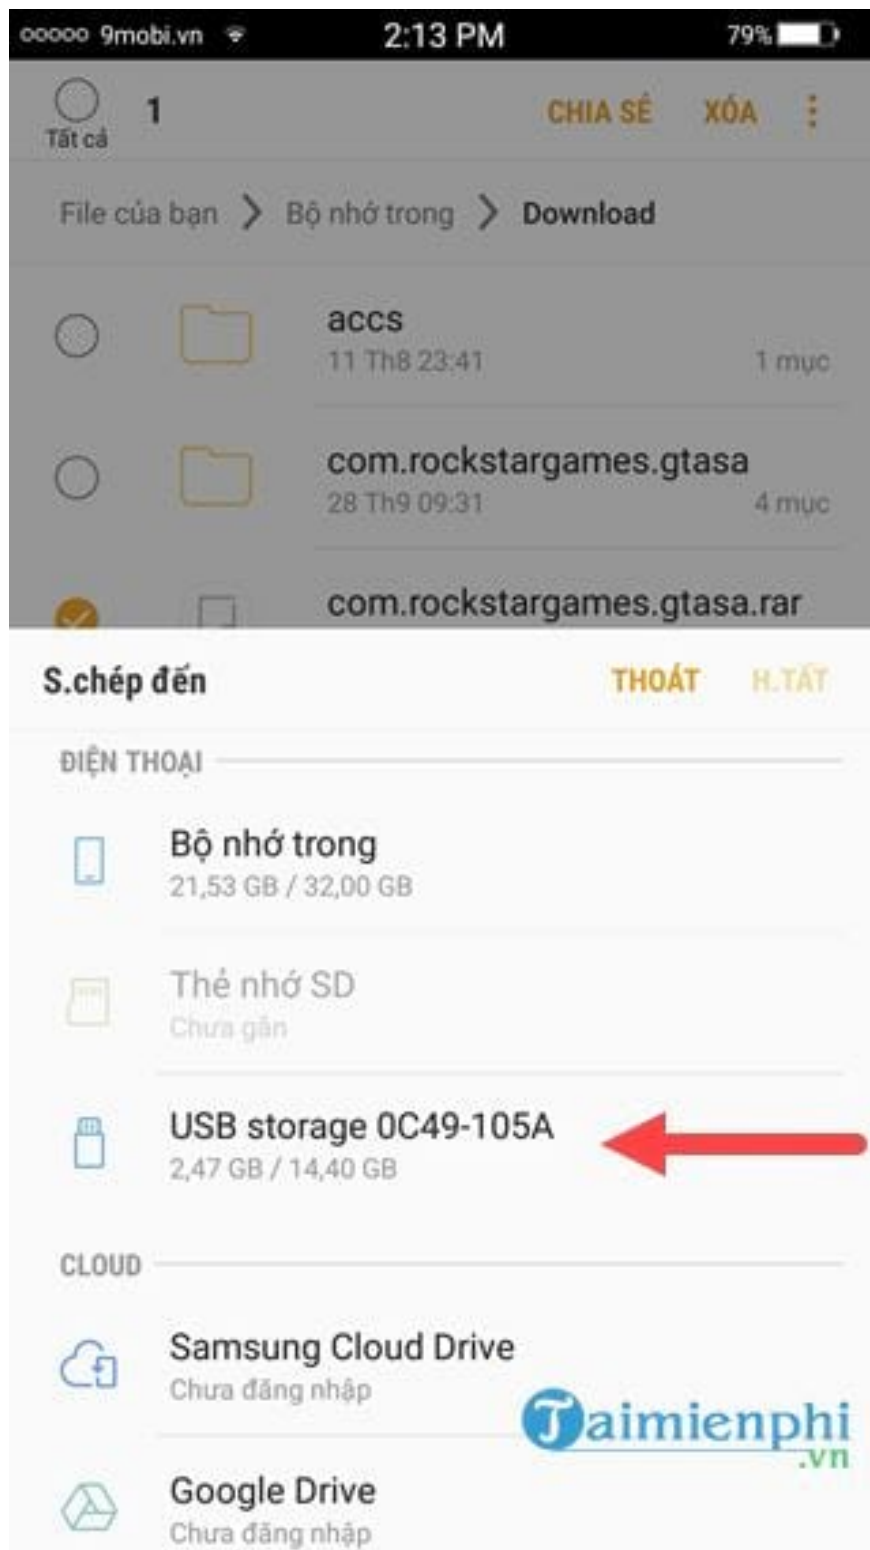 ooooo 9mobi.vn 2:13 PM 79%
1 CHIA SẺ XÓA
Tất cả
File của bạn Bộ nhớ trong Download
accs
11 Th8 23:41 1 mục
com.rockstargames.gtasa
28 Th9 09:31 4 mục
com.rockstargames.gtasa.rar
S.chép đến THOÁT H.TẤT
ĐIỆN THOẠI
Bộ nhớ trong
21,53 GB / 32,00 GB
Thẻ nhớ SD
Chưa gắn
USB storage 0C49-105A
2,47 GB / 14,40 GB
CLOUD
Samsung Cloud Drive
Chưa đăng nhập
Taimienphi
.vn
Google Drive
Chưa đăng nhập